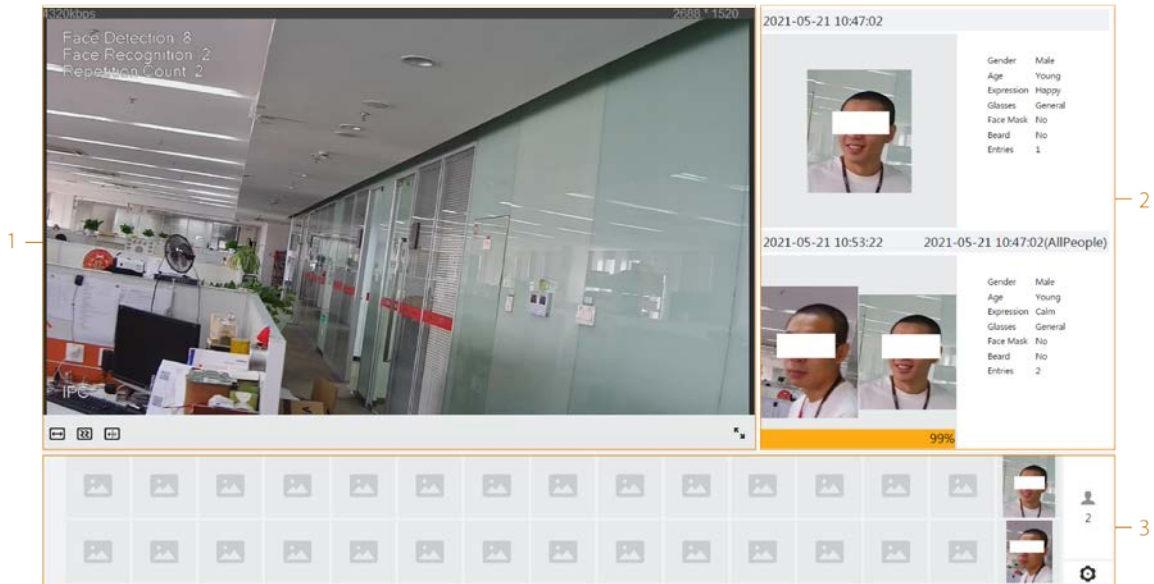 4320kbps 2688 * 1520
Face Detection 8
Face Recognition 2
Repetition Count 2
IPC
1
2021-05-21 10:47:02
Gender Male
Age Young
Expression Happy
Glasses General
Face Mask No
Beard No
Entries 1
2
2021-05-21 10:53:22 2021-05-21 10:47:02(AllPeople)
Gender Male
Age Young
Expression Calm
Glasses General
Face Mask No
Beard No
Entries 2
99%
2
3